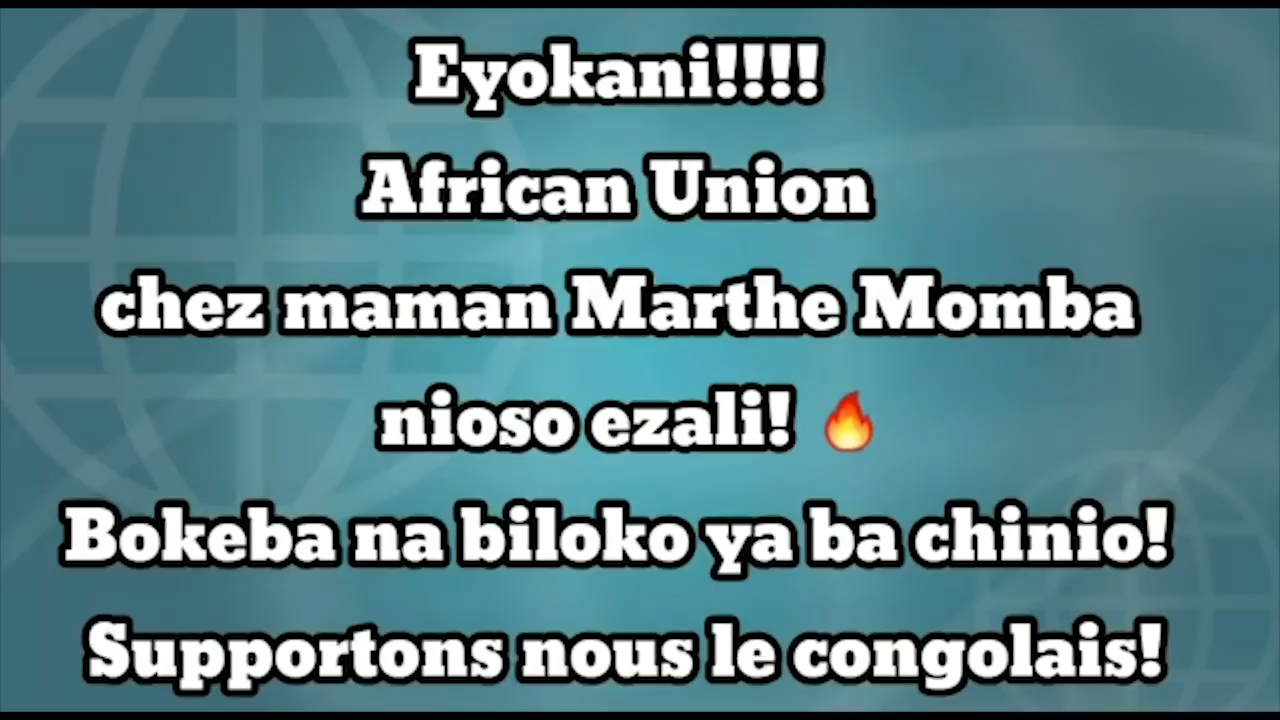 Eyokani!!!!
African Union
chez maman Marthe Momba
nioso ezali! 🔥
Bokeba na biloko ya ba chinio!
Supportons nous le congolais!